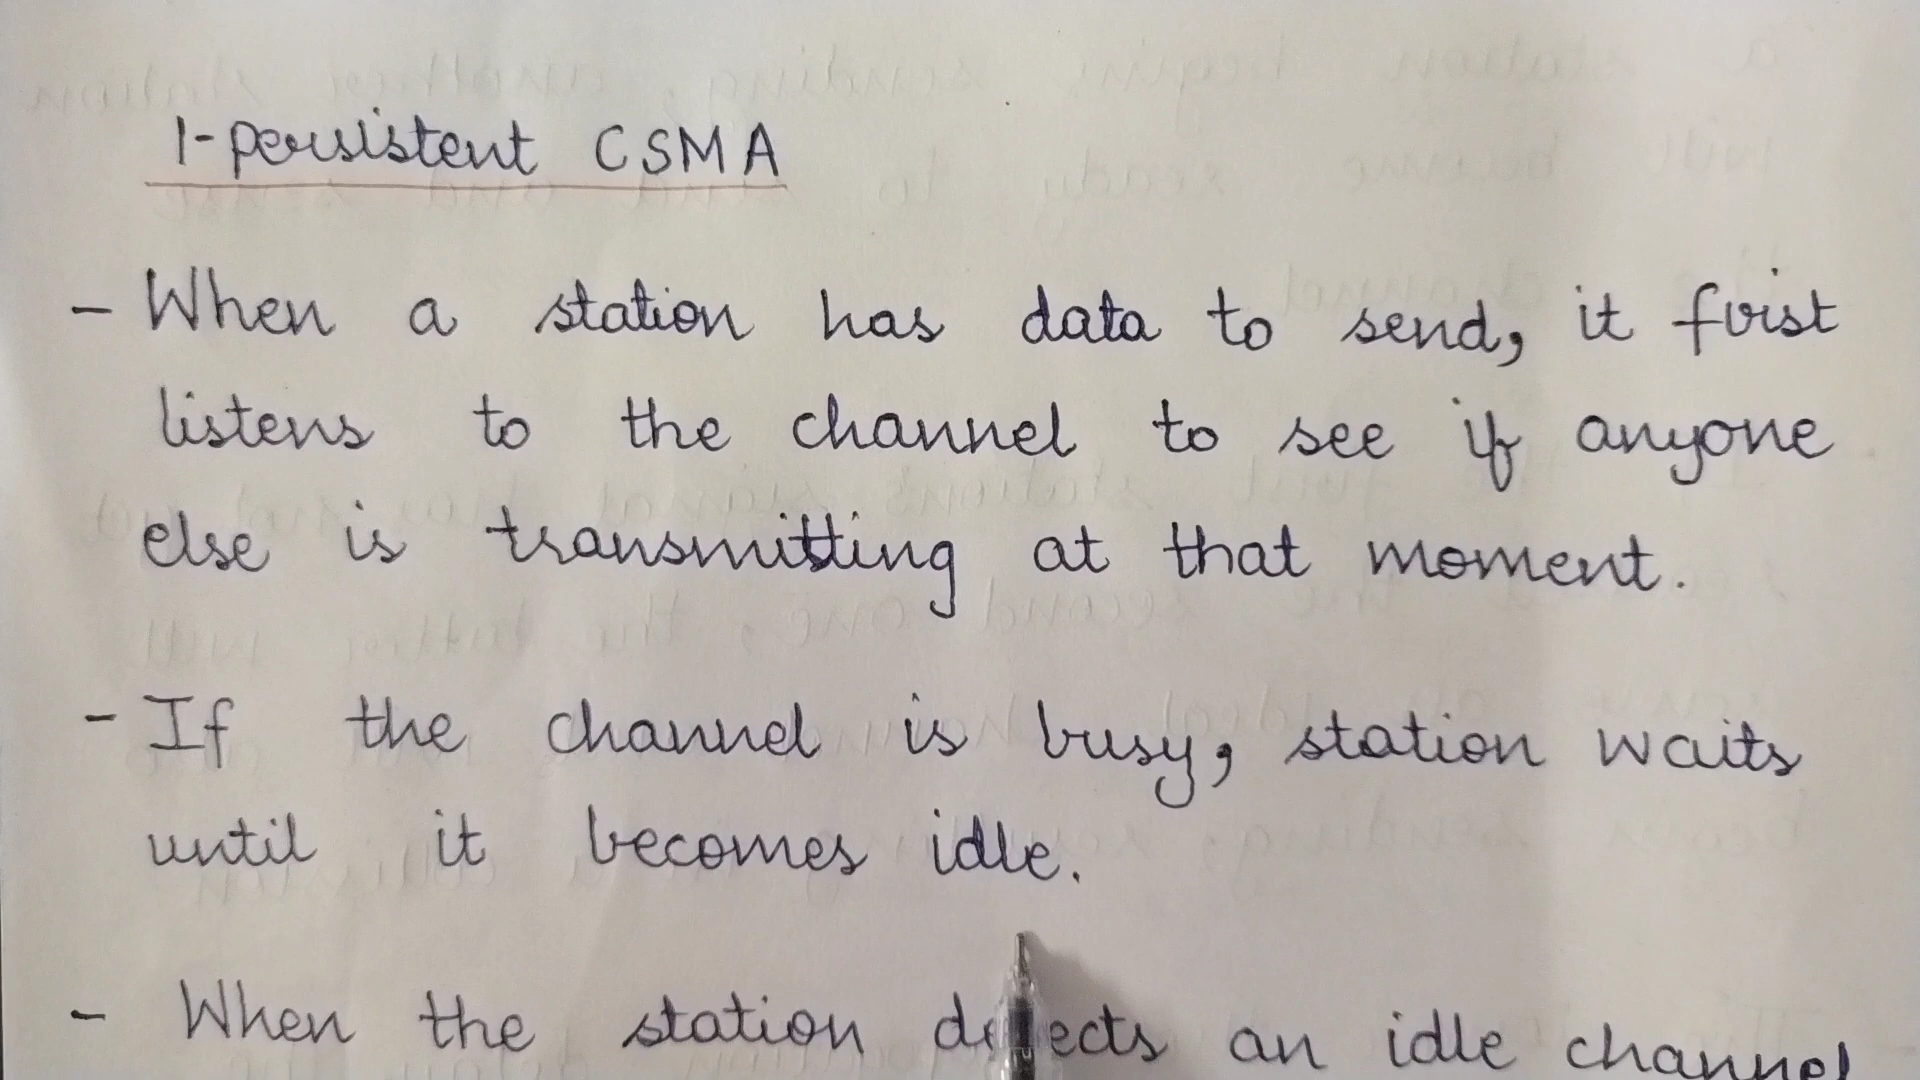 1-persistent CSMA
- When a station has data to send, it first
listens to the channel to see if anyone
else is transmitting at that moment.
- If the channel is busy, station waits
until it becomes idle.
- When the station detects an idle channel